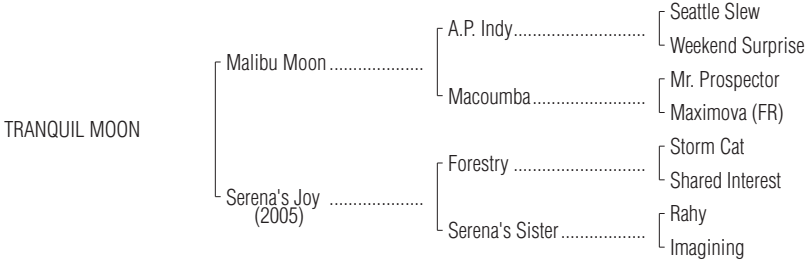 Seattle Slew
A.P. Indy............................
Weekend Surprise
Malibu Moon ....................
Mr. Prospector
Macoumba........................
Maximova (FR)
TRANQUIL MOON
Storm Cat
Forestry ............................
Shared Interest
Serena's Joy ....................
(2005)
Rahy
Serena's Sister..................
Imagining